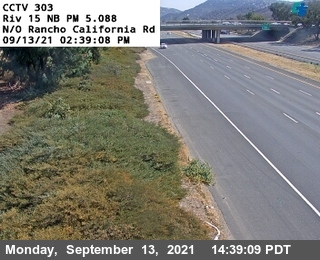 CCTV 303
Riv 15 NB PM 5.088
N/O Rancho California Rd
09/13/21 02:39:08 PM
Monday, September 13, 2021 14:39:09 PDT